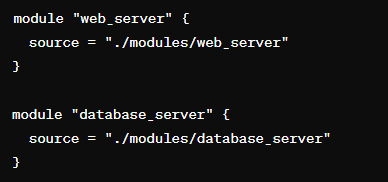 module "web_server" {
  source = "./modules/web_server"
}

module "database_server" {
  source = "./modules/database_server"
}